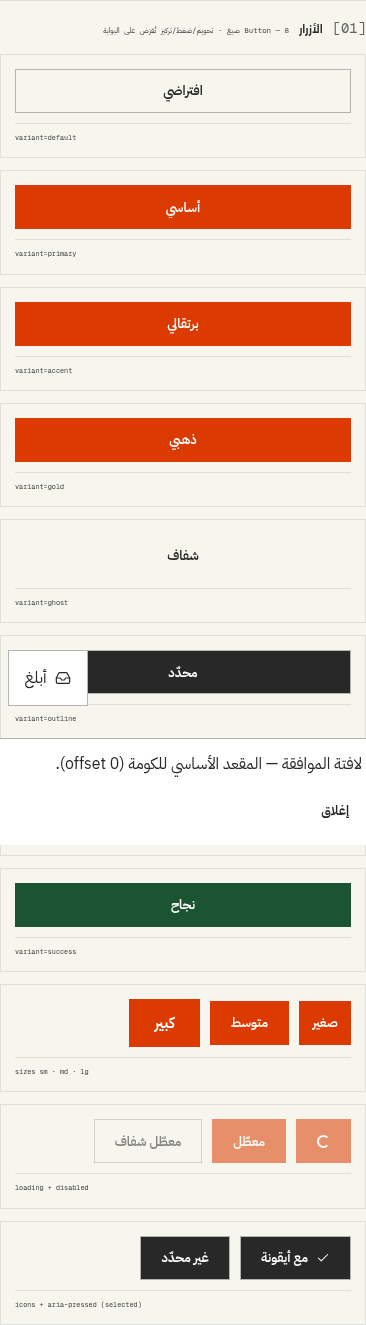 [01] الأزرار Button — 8 صيغ · تحويم/ضغط/تركيز تُعرَض على البوابة
افتراضي
variant=default
أساسي
variant=primary
برتقالي
variant=accent
ذهبي
variant=gold
شفاف
variant=ghost
محدّد
أبلغ
variant=outline
لافتة الموافقة — المقعد الأساسي للكومة (offset 0).
إغلاق
نجاح
variant=success
صغير متوسط كبير
sizes sm · md · lg
معطّل معطّل شفاف
loading + disabled
مع أيقونة غير محدّد
icons + aria-pressed (selected)